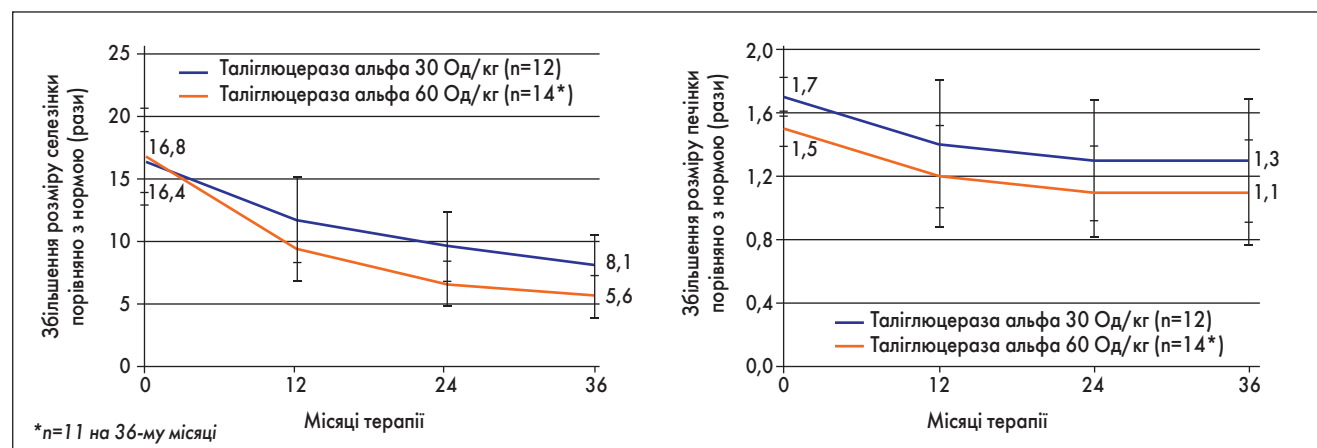 Збільшення розміру селезінки
порівняно з нормою (рази)
25
20
15
10
5
0
Таліглюцераза альфа 30 Од/кг (n=12)
Таліглюцераза альфа 60 Од/кг (n=14*)
16,8
16,4
8,1
5,6
0
12
24
36
Місяці терапії
*n=11 на 36-му місяці
Збільшення розміру печінки
порівняно з нормою (рази)
2,0
1,6
1,2
0,8
0,4
0,0
1,7
1,5
1,3
1,1
Таліглюцераза альфа 30 Од/кг (n=12)
Таліглюцераза альфа 60 Од/кг (n=14*)
0
12
24
36
Місяці терапії